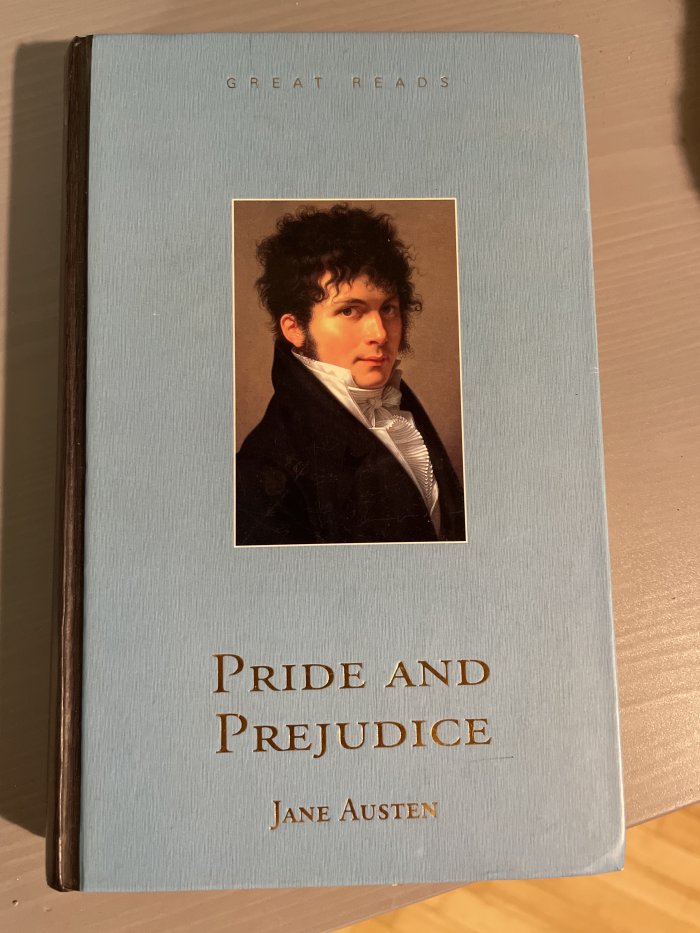 GREAT READS
PRIDE AND
PREJUDICE
JANE AUSTEN